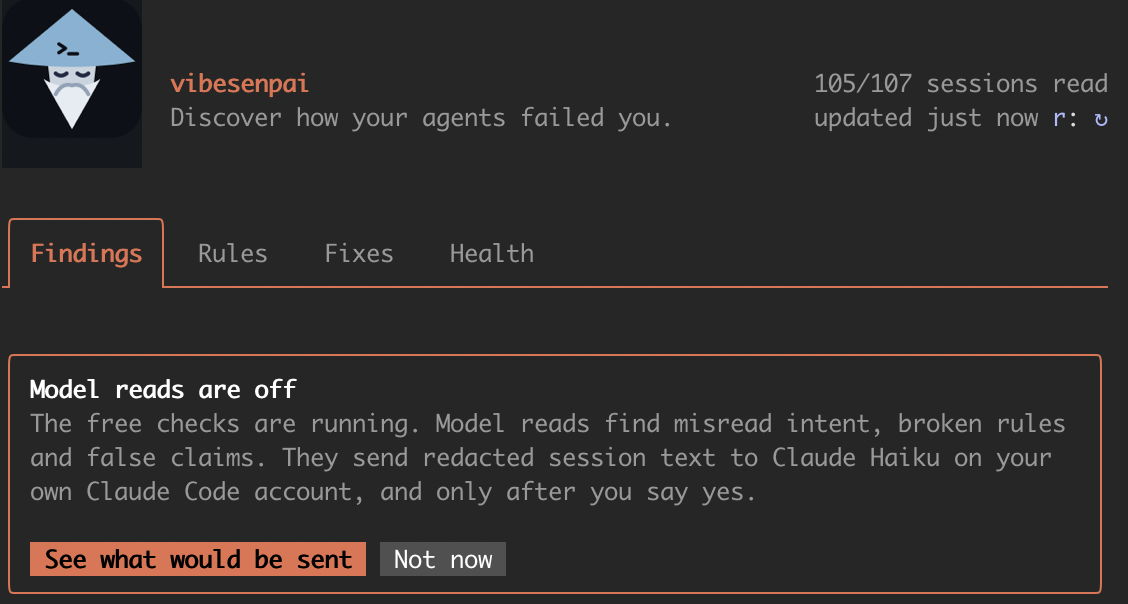 >_
vibesenpai
105/107 sessions read
Discover how your agents failed you.
updated just now r: ↻
Findings Rules Fixes Health
Model reads are off
The free checks are running. Model reads find misread intent, broken rules
and false claims. They send redacted session text to Claude Haiku on your
own Claude Code account, and only after you say yes.
See what would be sent Not now